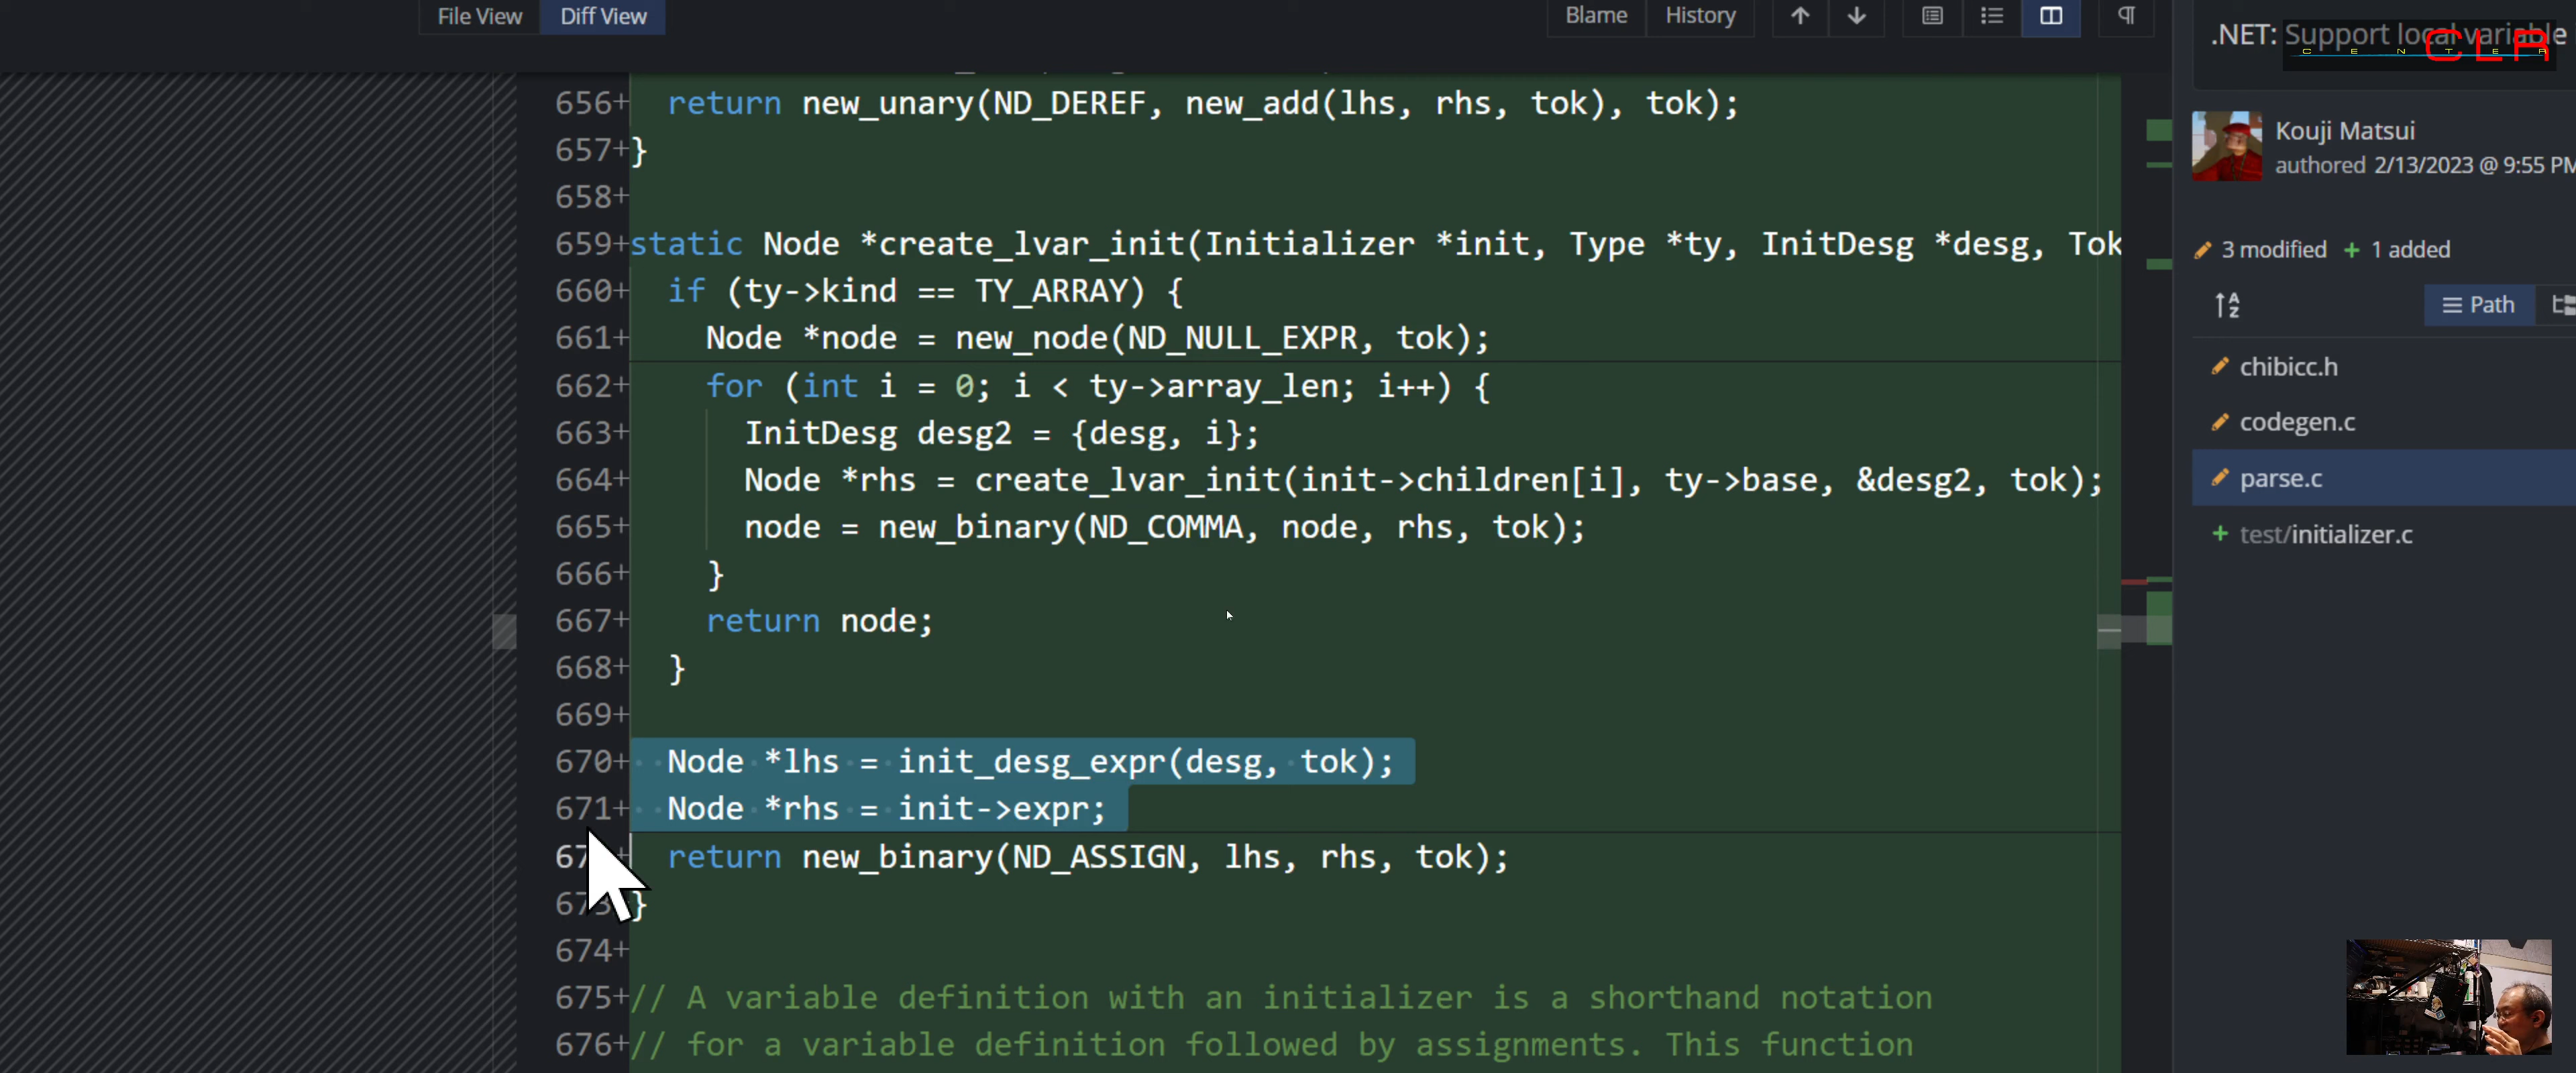 File View Diff View Blame History
.NET: Support local variable
CENTER CLR
656+ return new_unary(ND_DEREF, new_add(lhs, rhs, tok), tok);
657+}
658+
659+static Node *create_lvar_init(Initializer *init, Type *ty, InitDesg *desg, Tok
660+ if (ty->kind == TY_ARRAY) {
661+ Node *node = new_node(ND_NULL_EXPR, tok);
662+ for (int i = 0; i < ty->array_len; i++) {
663+ InitDesg desg2 = {desg, i};
664+ Node *rhs = create_lvar_init(init->children[i], ty->base, &desg2, tok);
665+ node = new_binary(ND_COMMA, node, rhs, tok);
666+ }
667+ return node;
668+ }
669+
670+ Node *lhs = init_desg_expr(desg, tok);
671+ Node *rhs = init->expr;
67 + return new_binary(ND_ASSIGN, lhs, rhs, tok);
673 }
674+
675+// A variable definition with an initializer is a shorthand notation
676+// for a variable definition followed by assignments. This function
Kouji Matsui
authored 2/13/2023 @ 9:55 PM
3 modified + 1 added
Path
chibicc.h
codegen.c
parse.c
+ test/initializer.c